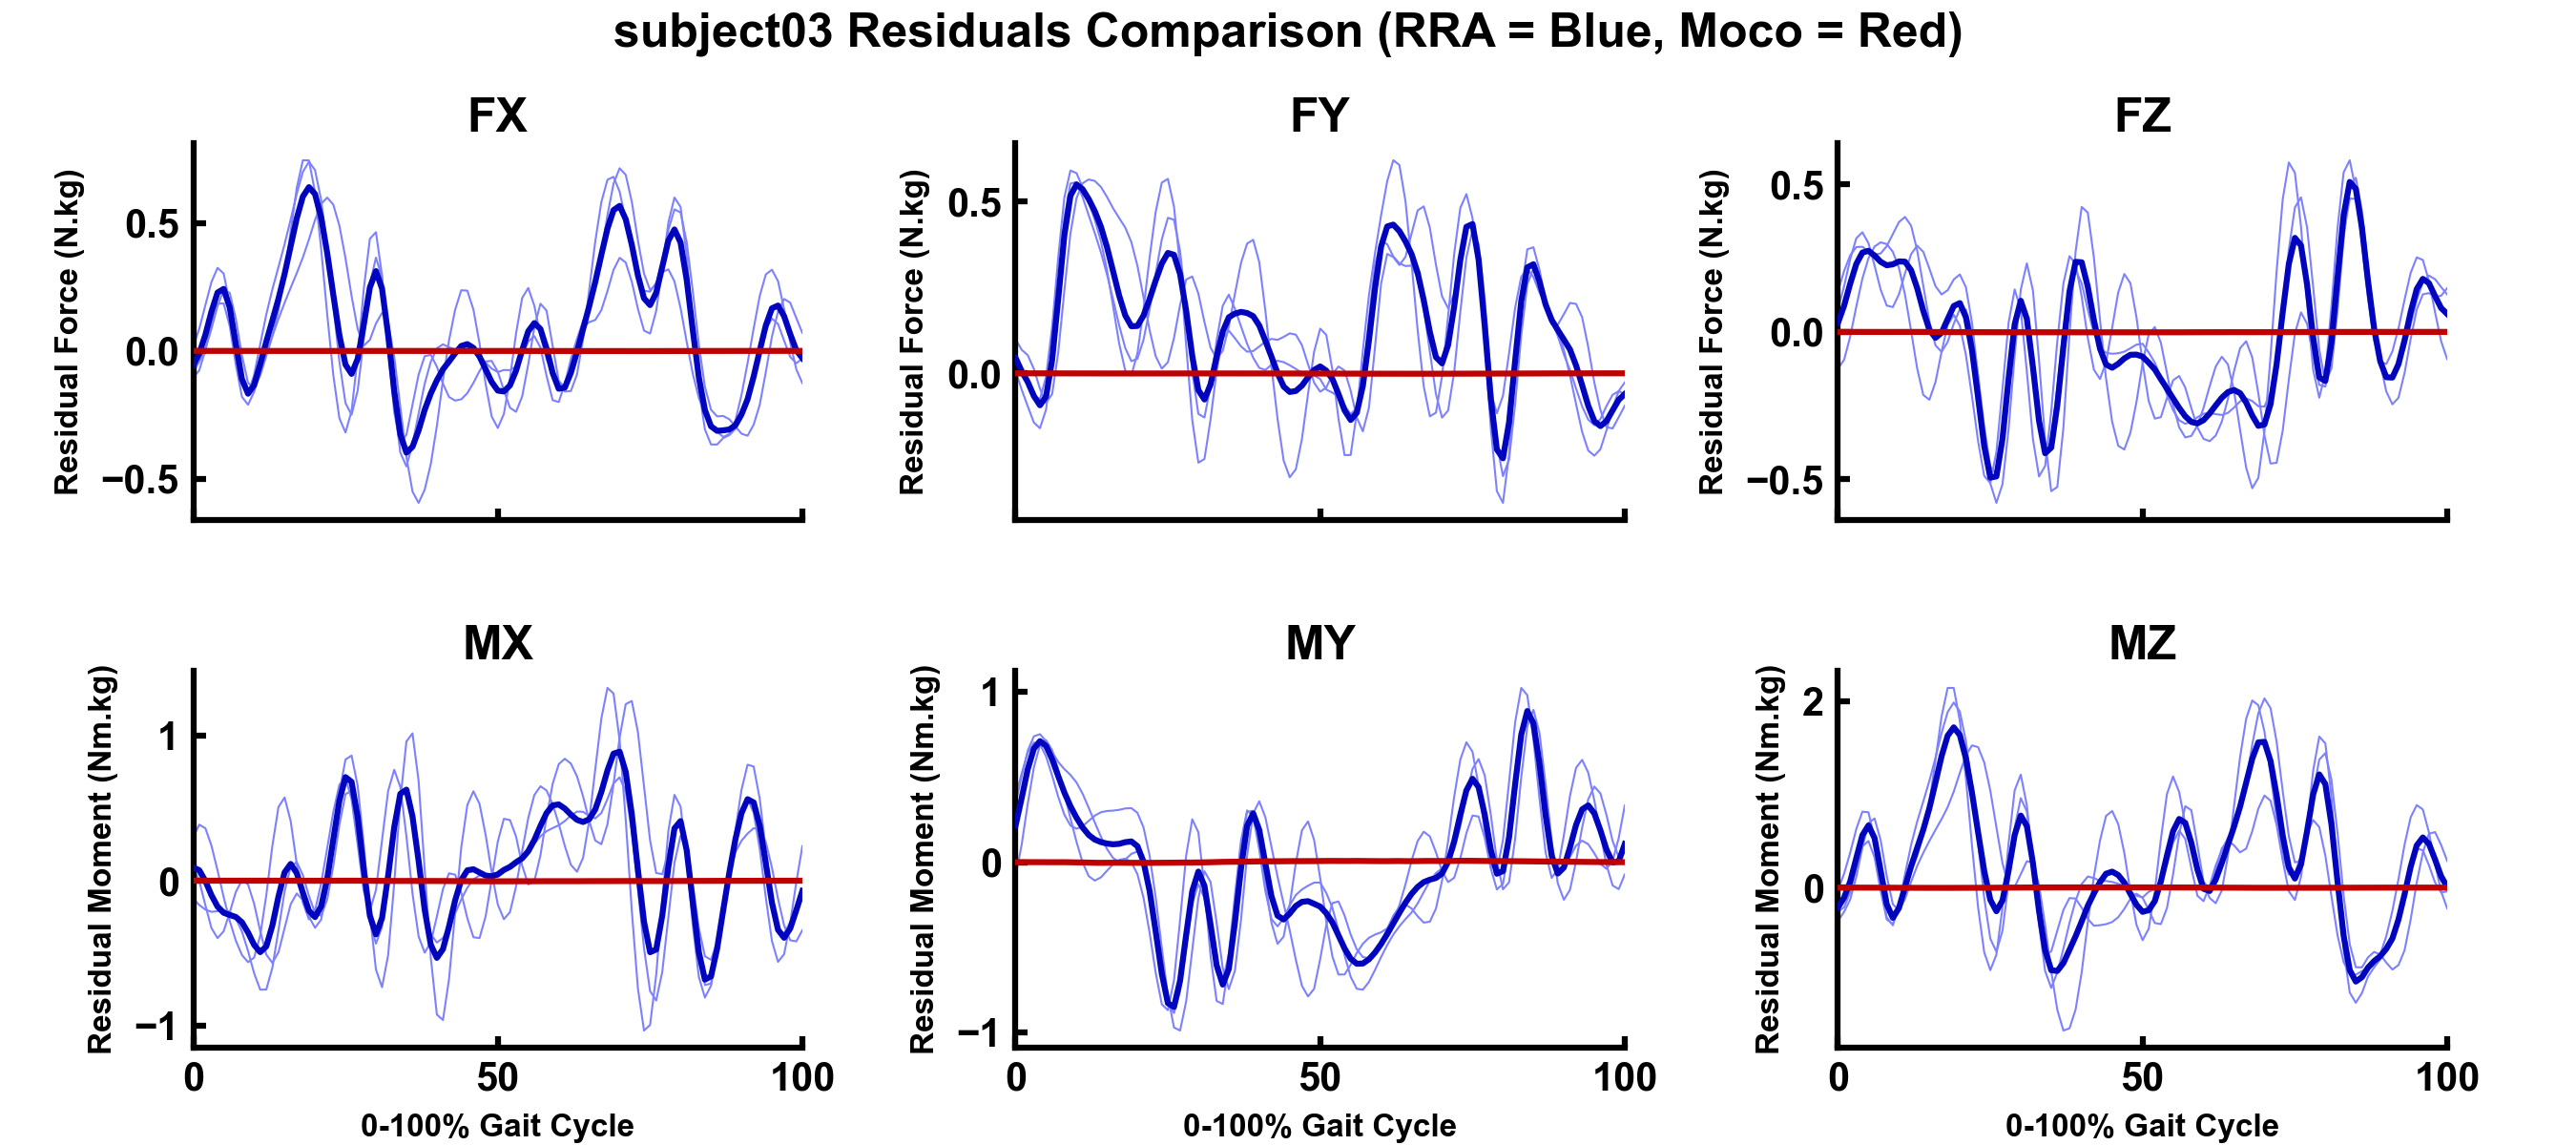 subject03 Residuals Comparison (RRA = Blue, Moco = Red)
FX
Residual Force (N.kg)
0.5
0.0
−0.5
FY
Residual Force (N.kg)
0.5
0.0
FZ
Residual Force (N.kg)
0.5
0.0
−0.5
MX
Residual Moment (Nm.kg)
1
0
−1
0
50
100
0-100% Gait Cycle
MY
Residual Moment (Nm.kg)
1
0
−1
0
50
100
0-100% Gait Cycle
MZ
Residual Moment (Nm.kg)
2
0
0
50
100
0-100% Gait Cycle